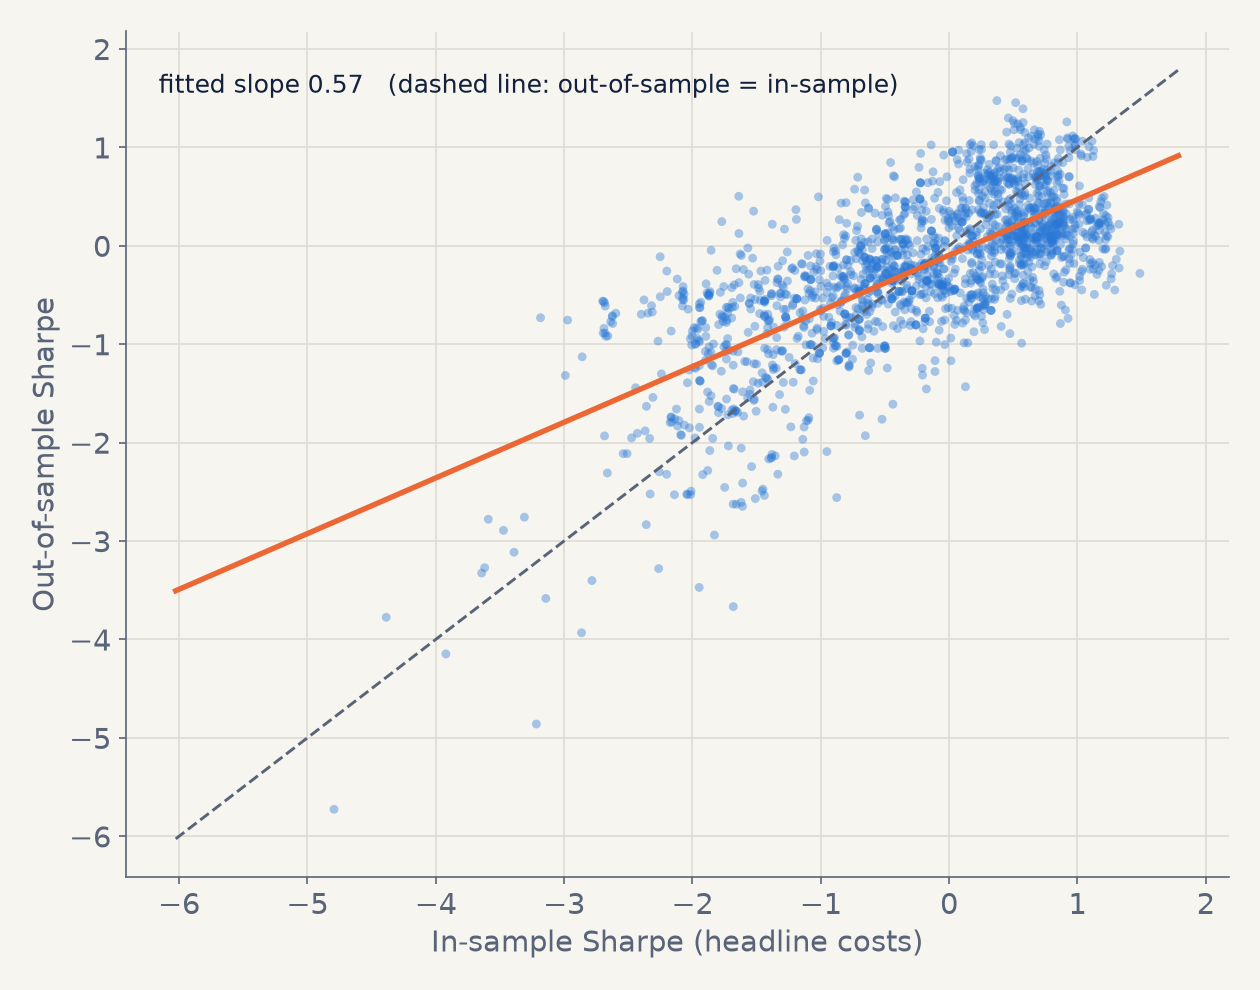 fitted slope 0.57   (dashed line: out-of-sample = in-sample)
Out-of-sample Sharpe
2
1
0
−1
−2
−3
−4
−5
−6
−6 −5 −4 −3 −2 −1 0 1 2
In-sample Sharpe (headline costs)